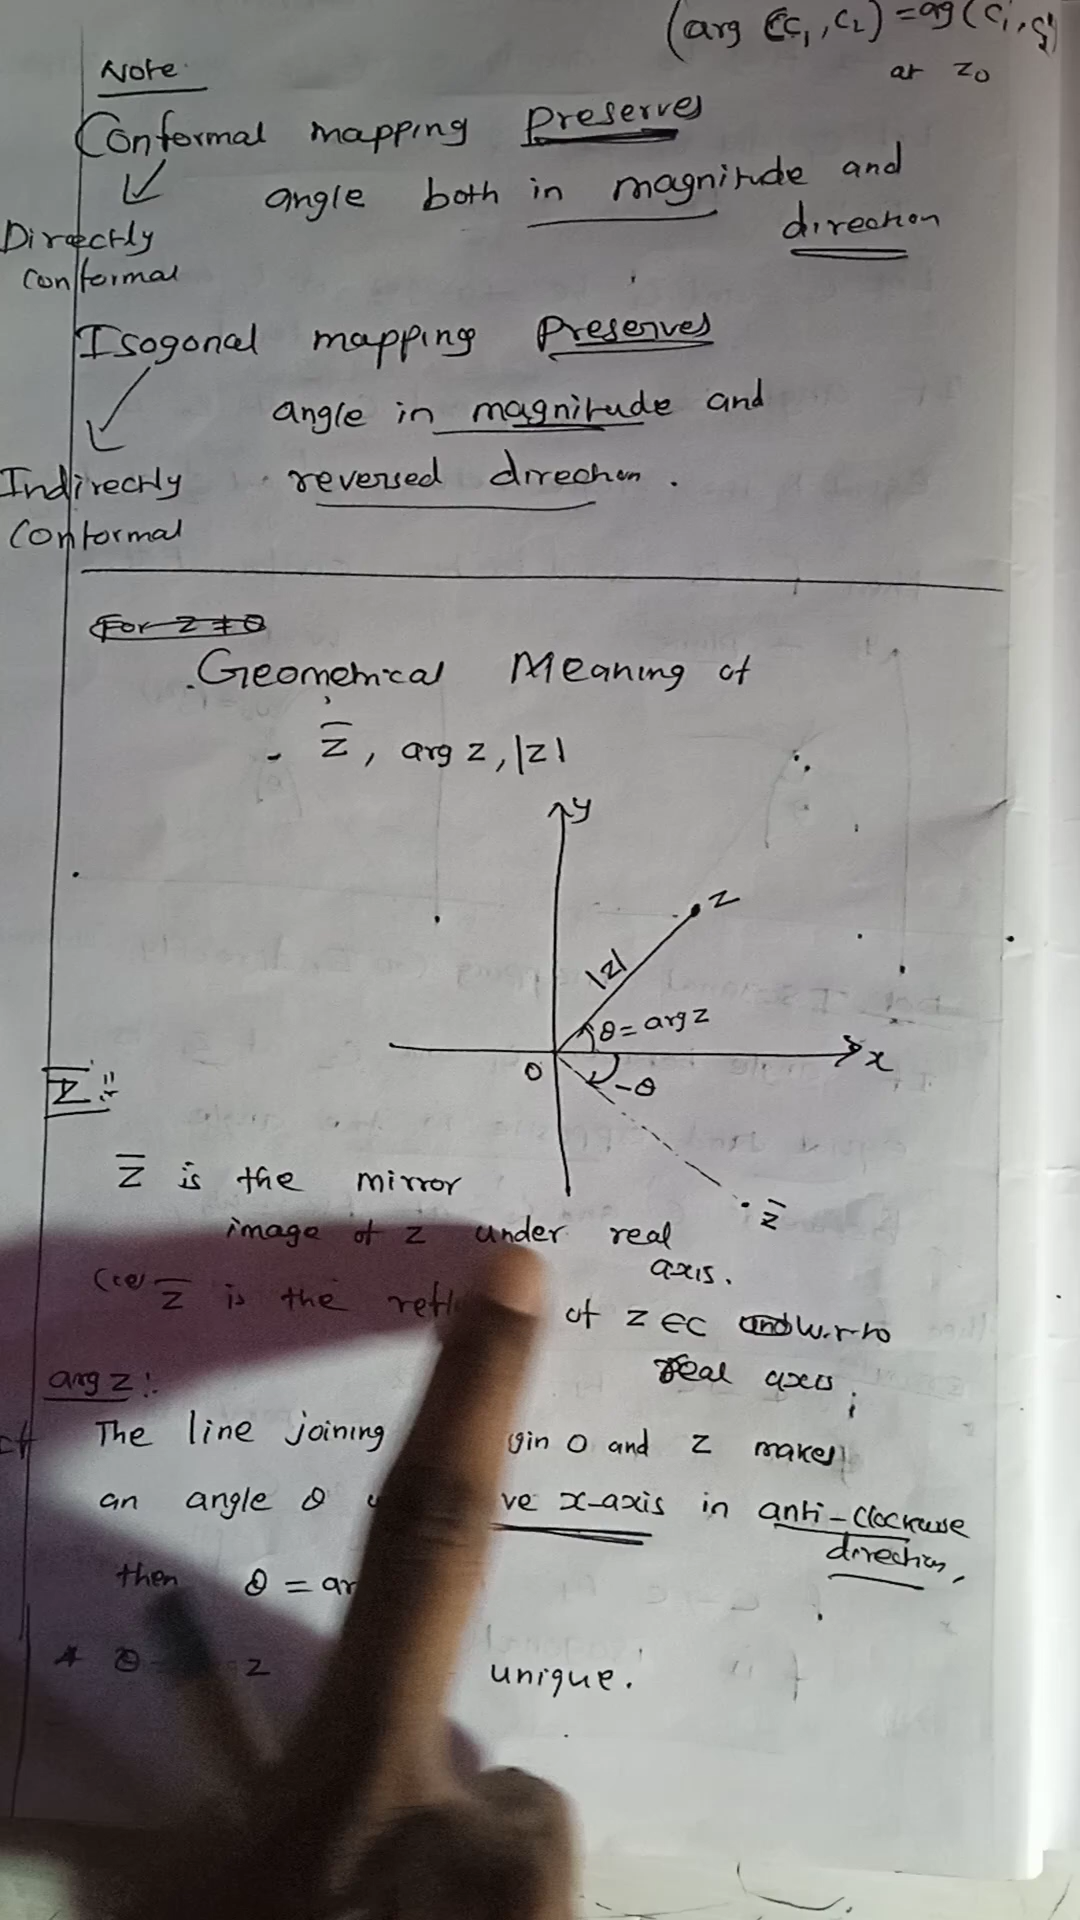 (arg (C₁, C₂) = arg (C₁', C₂')
at z₀
Note
Conformal mapping preserves
angle both in magnitude and
direction
Directly
conformal
Isogonal mapping preserves
angle in magnitude and
reversed direction.
Indirectly
conformal
Geometrical Meaning of
z̄, arg z, |z|
y
z
|z|
θ = arg z
x
0
-θ
z̄
z̄ :-
z̄ is the mirror
image of z under real
axis.
(ie) z̄ is the of z ∈ C w.r.to
real axis
arg z :-
The line joining 0 and z makes
an angle θ ve x-axis in anti-clockwise
direction,
then θ =
* θ z unique.